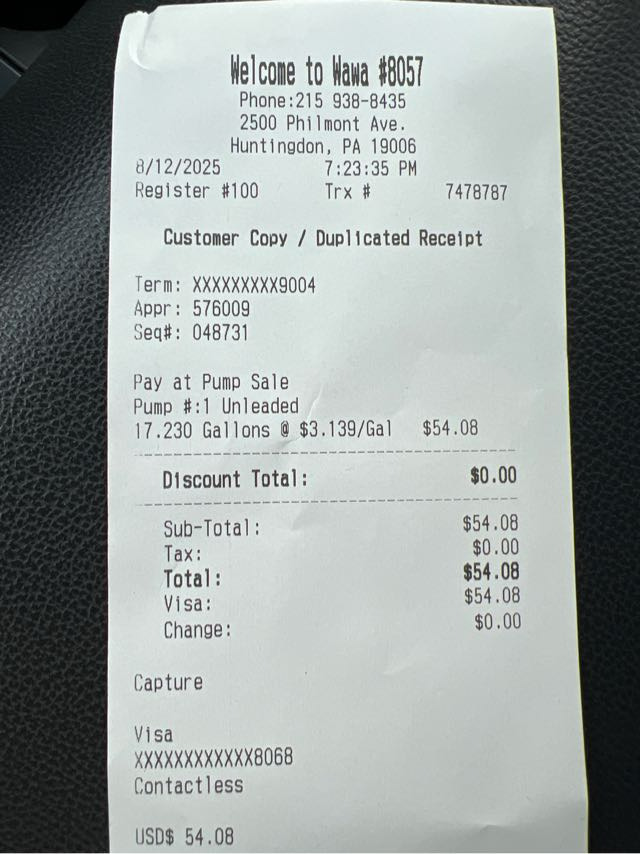 Welcome to Wawa #8057
Phone:215 938-8435
2500 Philmont Ave.
Huntingdon, PA 19006
8/12/2025 7:23:35 PM
Register #100 Trx # 7478787
Customer Copy / Duplicated Receipt
Term: XXXXXXXXX9004
Appr: 576009
Seq#: 048731
Pay at Pump Sale
Pump #:1 Unleaded
17.230 Gallons @ $3.139/Gal $54.08
Discount Total: $0.00
Sub-Total: $54.08
Tax: $0.00
Total: $54.08
Visa: $54.08
Change: $0.00
Capture
Visa
XXXXXXXXXXXX8068
Contactless
USD$ 54.08